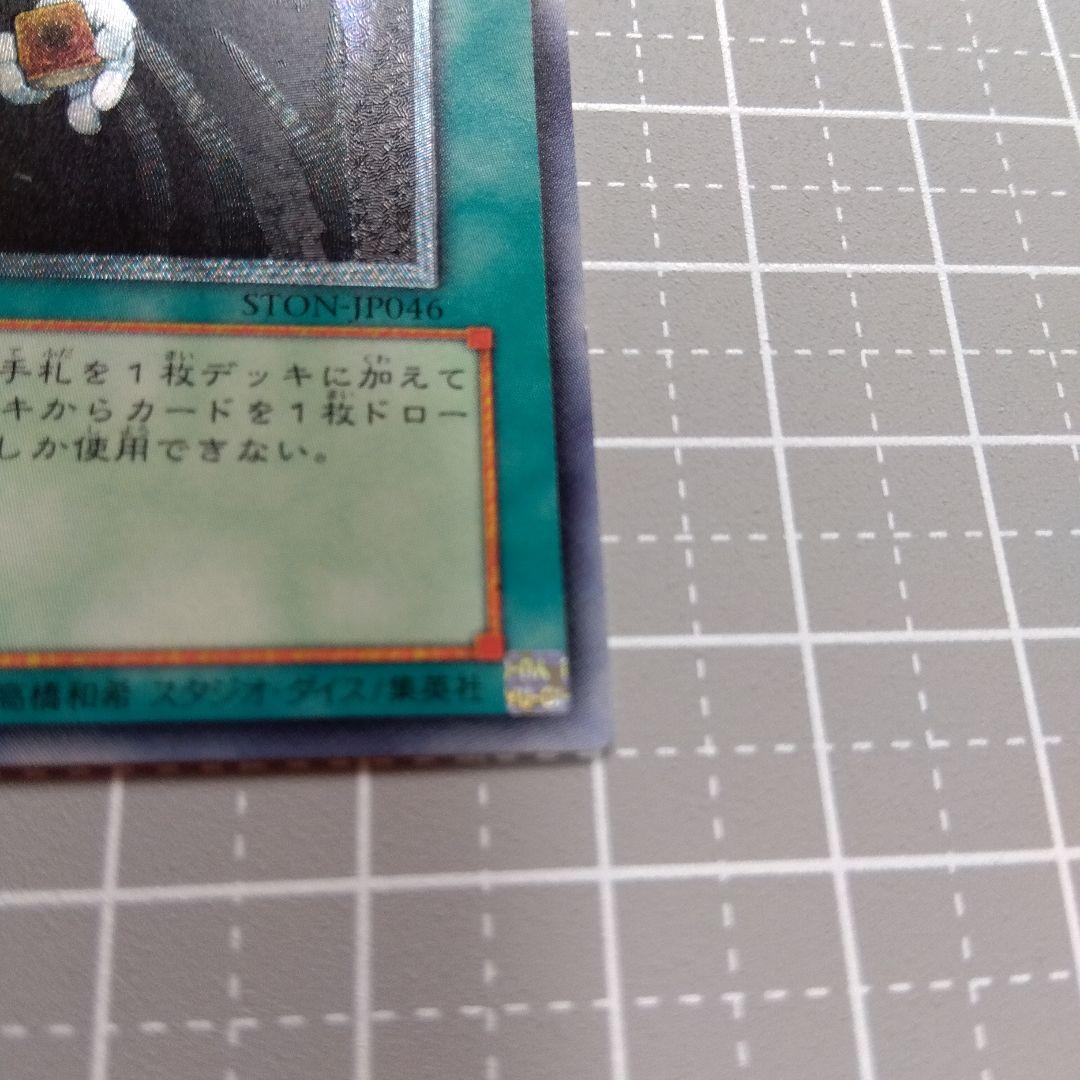 STON-JP046
手札を1枚デッキに加えて
キからカードを1枚ドロー
しか使用できない。
高橋和希 スタジオ・ダイス/集英社